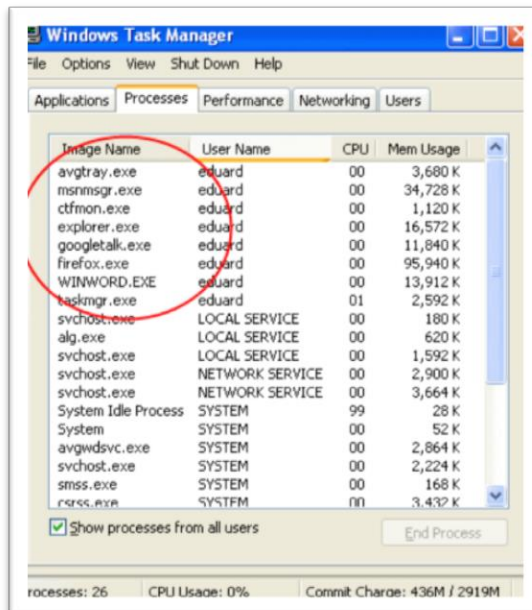 Windows Task Manager
File Options View Shut Down Help
Applications Processes Performance Networking Users
Image Name User Name CPU Mem Usage
avgtray.exe eduard 00 3,680 K
msnmsgr.exe eduard 00 34,728 K
ctfmon.exe eduard 00 1,120 K
explorer.exe eduard 00 16,572 K
googletalk.exe eduard 00 11,840 K
firefox.exe eduard 00 95,940 K
WINWORD.EXE eduard 00 13,912 K
taskmgr.exe eduard 01 2,592 K
svchost.exe LOCAL SERVICE 00 180 K
alg.exe LOCAL SERVICE 00 620 K
svchost.exe LOCAL SERVICE 00 1,592 K
svchost.exe NETWORK SERVICE 00 2,900 K
svchost.exe NETWORK SERVICE 00 3,664 K
System Idle Process SYSTEM 99 28 K
System SYSTEM 00 52 K
avgwdsvc.exe SYSTEM 00 2,864 K
svchost.exe SYSTEM 00 2,224 K
smss.exe SYSTEM 00 168 K
csrss.exe SYSTEM 00 3,432 K
Show processes from all users End Process
rocesses: 26 CPU Usage: 0% Commit Charge: 436M / 2919M